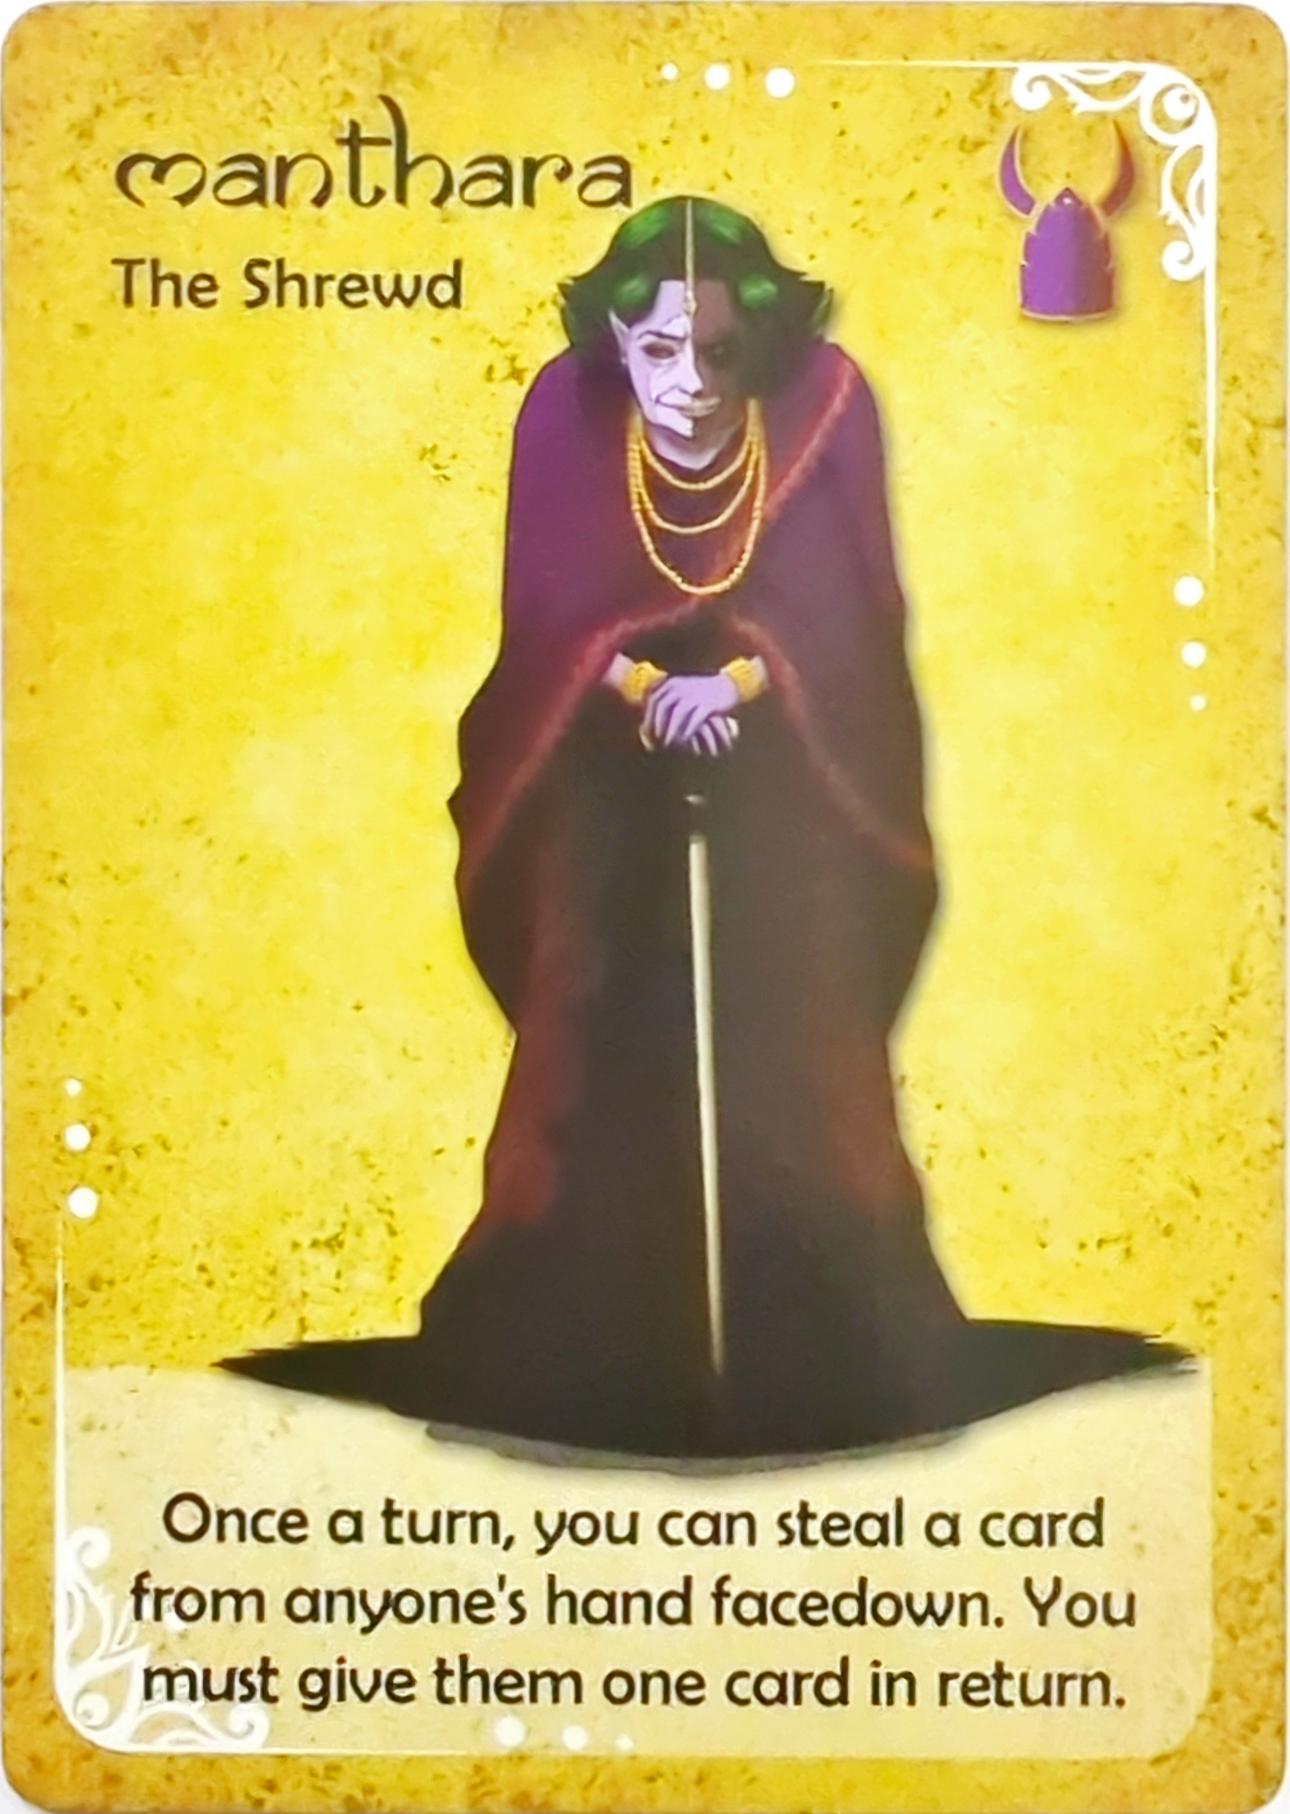 manthara
The Shrewd
Once a turn, you can steal a card
from anyone's hand facedown. You
must give them one card in return.